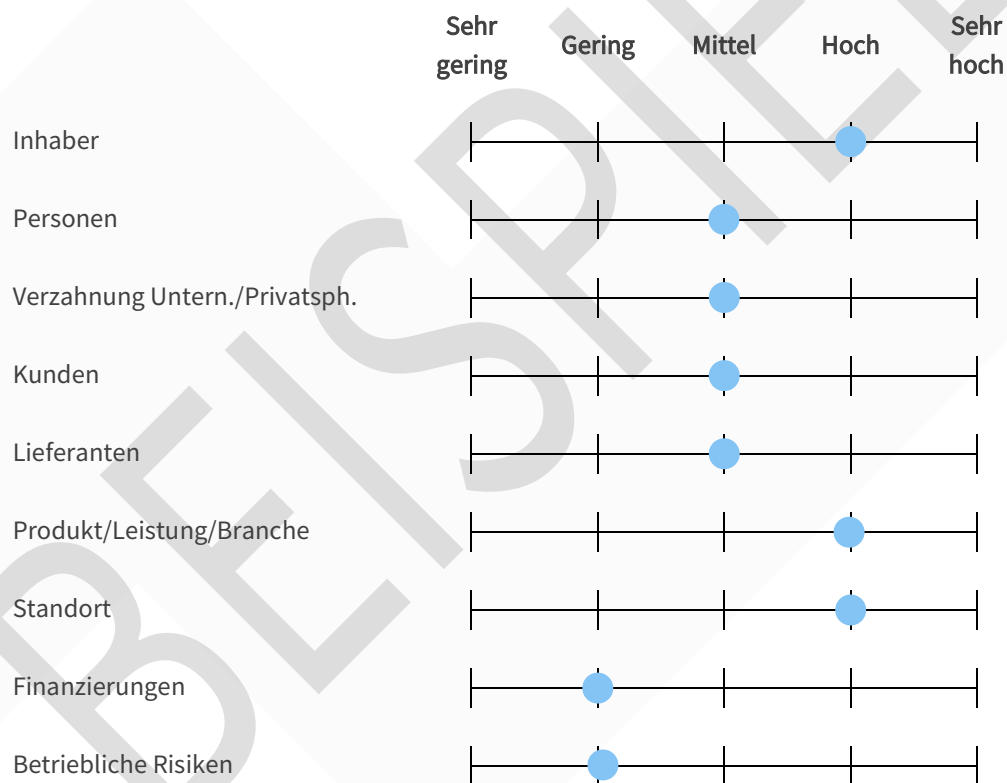 Sehr gering
Gering
Mittel
Hoch
Sehr hoch
Inhaber
Personen
Verzahnung Untern./Privatsph.
Kunden
Lieferanten
Produkt/Leistung/Branche
Standort
Finanzierungen
Betriebliche Risiken
BEISPIEL